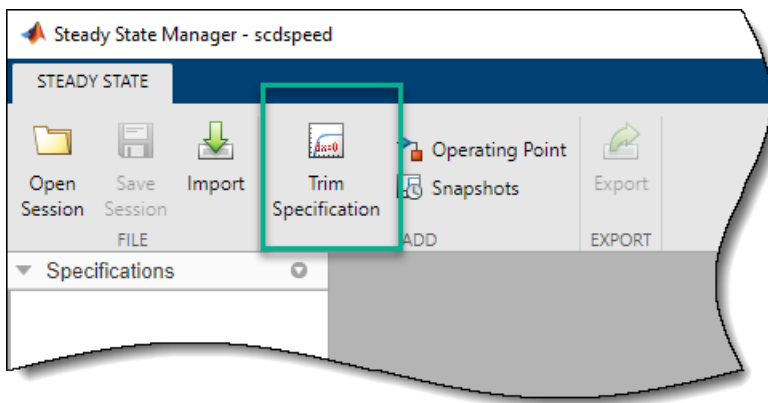 Steady State Manager - scdspeed
STEADY STATE
Open
Session
Save
Session
Import
Trim
Specification
dx=0
Operating Point
Snapshots
Export
FILE
ADD
EXPORT
Specifications